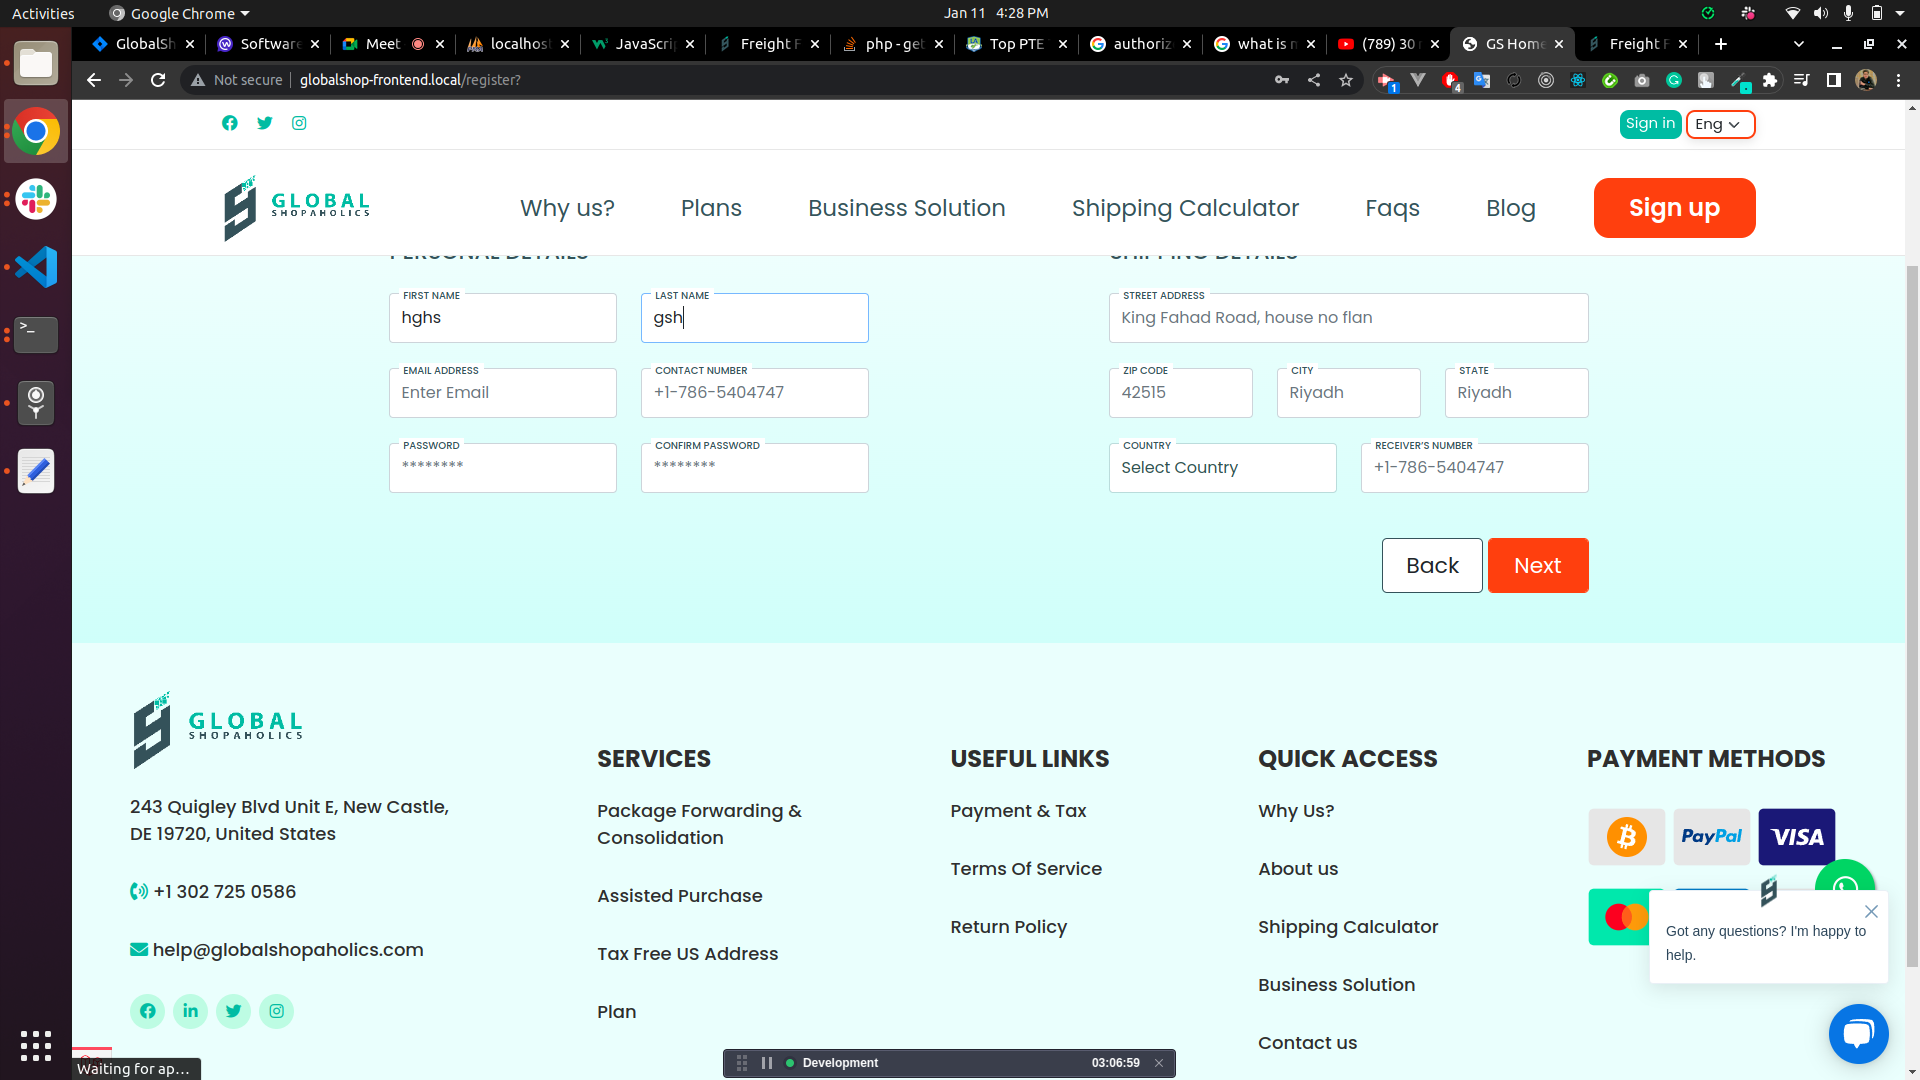 Activities
Google Chrome
Jan 11 4:28 PM
GlobalSh
Software
Meet
localhost
JavaScrip
Freight F
php - get
Top PTE
authoriz
what is m
(789) 30 m
GS Home
Freight F
Not secure
globalshop-frontend.local/register?
1
4
Sign in
Eng
GLOBAL
SHOPAHOLICS
Why us?
Plans
Business Solution
Shipping Calculator
Faqs
Blog
Sign up
PERSONAL DETAILS
SHIPPING DETAILS
FIRST NAME
hghs
LAST NAME
gsh
STREET ADDRESS
King Fahad Road, house no flan
EMAIL ADDRESS
Enter Email
CONTACT NUMBER
+1-786-5404747
ZIP CODE
42515
CITY
Riyadh
STATE
Riyadh
PASSWORD
********
CONFIRM PASSWORD
********
COUNTRY
Select Country
RECEIVER’S NUMBER
+1-786-5404747
Back
Next
GLOBAL
SHOPAHOLICS
243 Quigley Blvd Unit E, New Castle,
DE 19720, United States
+1 302 725 0586
help@globalshopaholics.com
SERVICES
Package Forwarding &
Consolidation
Assisted Purchase
Tax Free US Address
Plan
USEFUL LINKS
Payment & Tax
Terms Of Service
Return Policy
QUICK ACCESS
Why Us?
About us
Shipping Calculator
Business Solution
Contact us
PAYMENT METHODS
PayPal
VISA
Got any questions? I'm happy to
help.
Waiting for ap...
Development
03:06:59